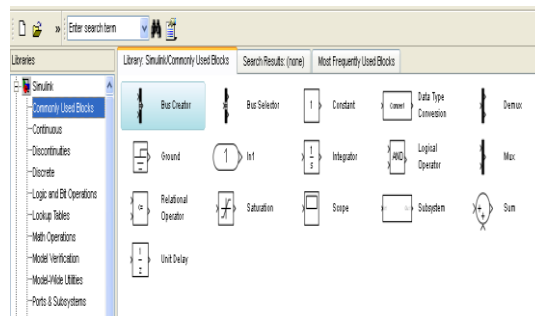 » Enter search term
Libraries
Library: Simulink/Commonly Used Blocks Search Results: (none) Most Frequently Used Blocks
Simulink
Commonly Used Blocks
Continuous
Discontinuities
Discrete
Logic and Bit Operations
Lookup Tables
Math Operations
Model Verification
Model-Wide Utilities
Ports & Subsystems
Bus Creator
Bus Selector
1 Constant
Convert Data Type
Conversion
Demux
Ground
1 In1
1
s Integrator
AND Logical
Operator
Mux
<= Relational
Operator
Saturation
Scope
Subsystem
+
+ Sum
1
z Unit Delay